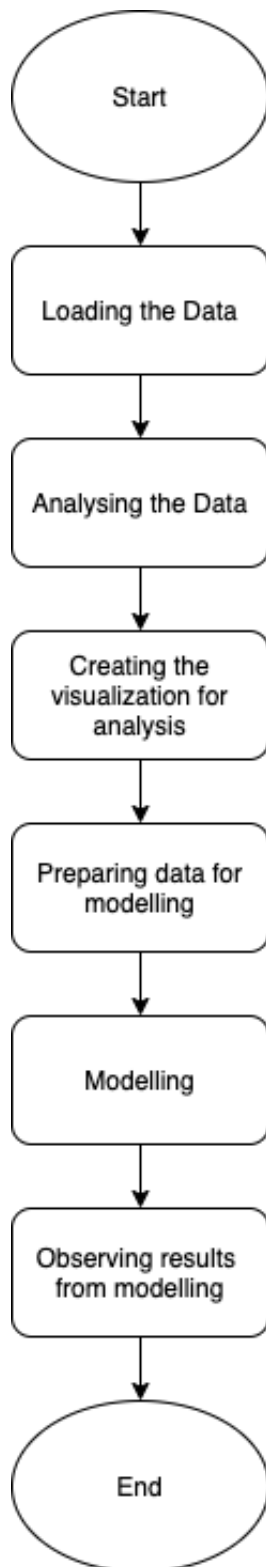 Start
Loading the Data
Analysing the Data
Creating the
visualization for
analysis
Preparing data for
modelling
Modelling
Observing results
from modelling
End